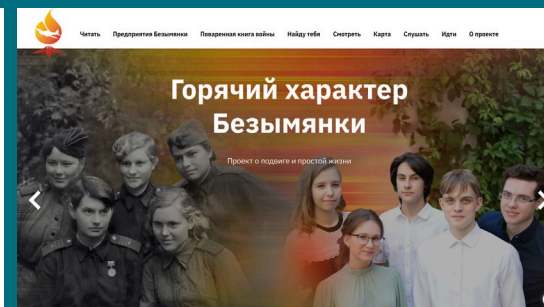 Читать Предприятия Безымянки Поваренная книга войны Найду тебя Смотреть Карта Слушать Идти О проекте
Горячий характер
Безымянки
Проект о подвиге и простой жизни